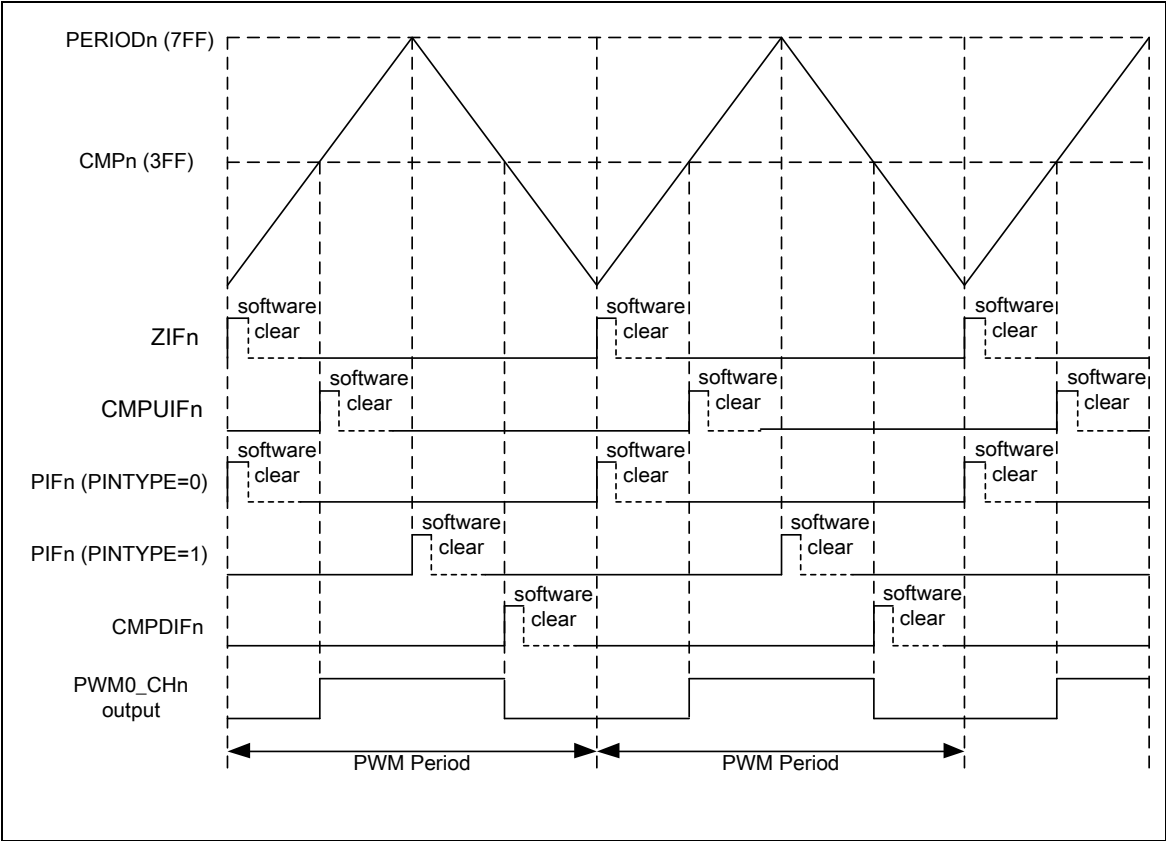 PERIODn (7FF)
CMPn (3FF)
software
clear
software
clear
software
clear
ZIFn
software
clear
software
clear
software
clear
CMPUIFn
software
clear
software
clear
software
clear
PIFn (PINTYPE=0)
software
clear
software
clear
PIFn (PINTYPE=1)
software
clear
software
clear
CMPDIFn
PWM0_CHn
output
PWM Period
PWM Period